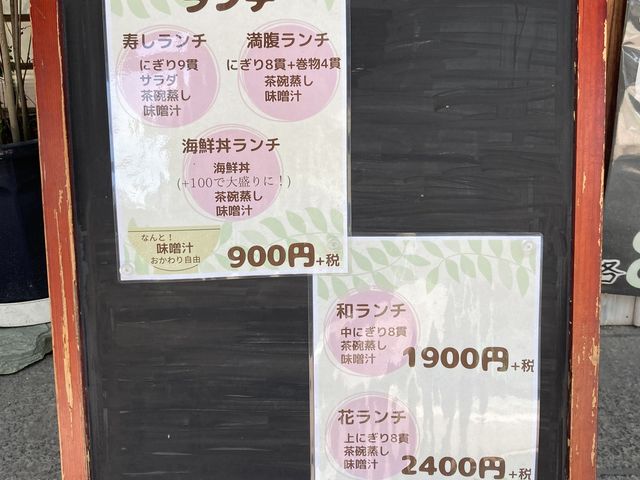 ランチ
寿しランチ
にぎり9貫
サラダ
茶碗蒸し
味噌汁
満腹ランチ
にぎり8貫+巻物4貫
茶碗蒸し
味噌汁
海鮮丼ランチ
海鮮丼
(+100で大盛りに!)
茶碗蒸し
味噌汁
なんと!
味噌汁
おかわり自由
900円+税
和ランチ
中にぎり8貫
茶碗蒸し
味噌汁
1900円+税
花ランチ
上にぎり8貫
茶碗蒸し
味噌汁
2400円+税